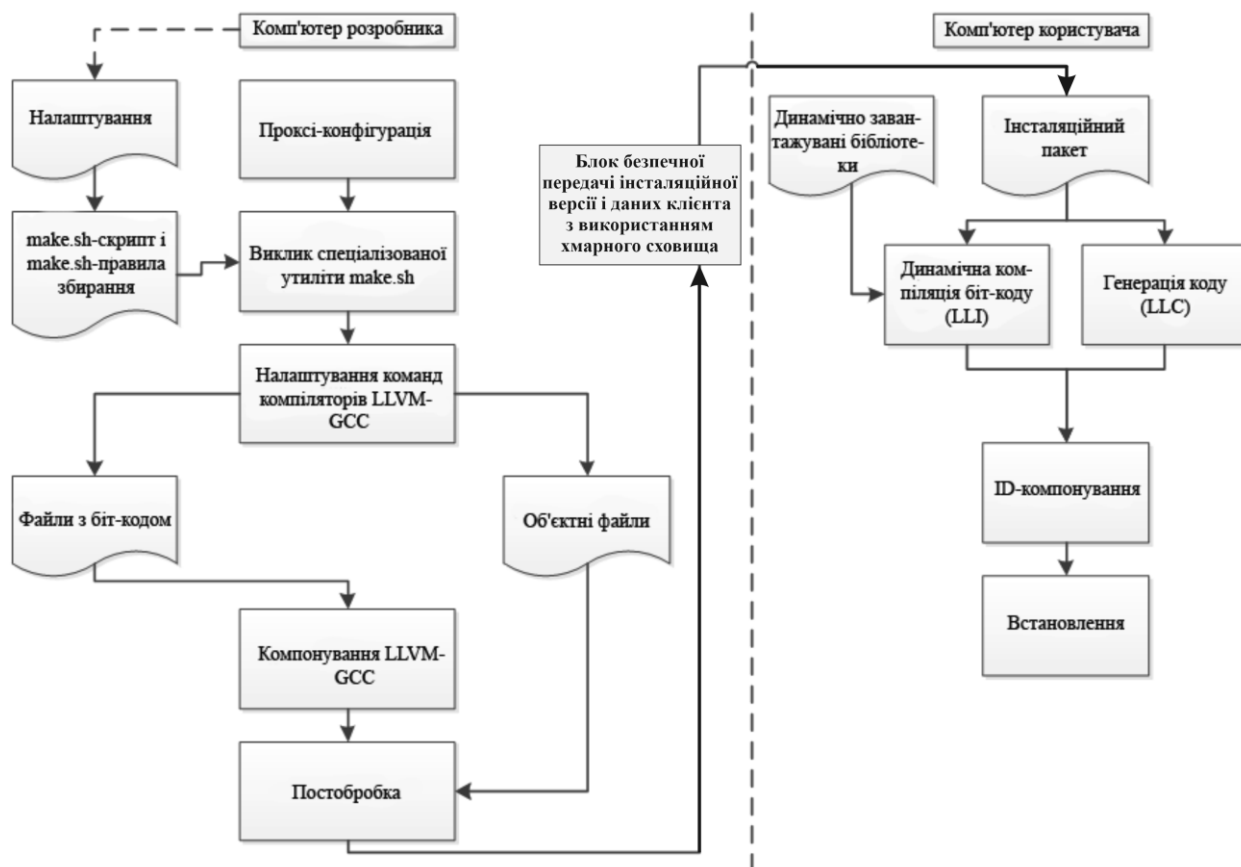 Комп'ютер розробника
Налаштування
Проксі-конфігурація
make.sh-скрипт і
make.sh-правила
збирання
Виклик спеціалізованої
утиліти make.sh
Налаштування команд
компіляторів LLVM-
GCC
Файли з біт-кодом
Об'єктні файли
Компонування LLVM-
GCC
Постобробка
Блок безпечної
передачі інсталяційної
версії і даних клієнта
з використанням
хмарного сховища
Комп'ютер користувача
Динамічно заван-
тажувані бібліоте-
ки
Інсталяційний
пакет
Динамічна ком-
піляція біт-коду
(LLI)
Генерація коду
(LLC)
ID-компонування
Встановлення